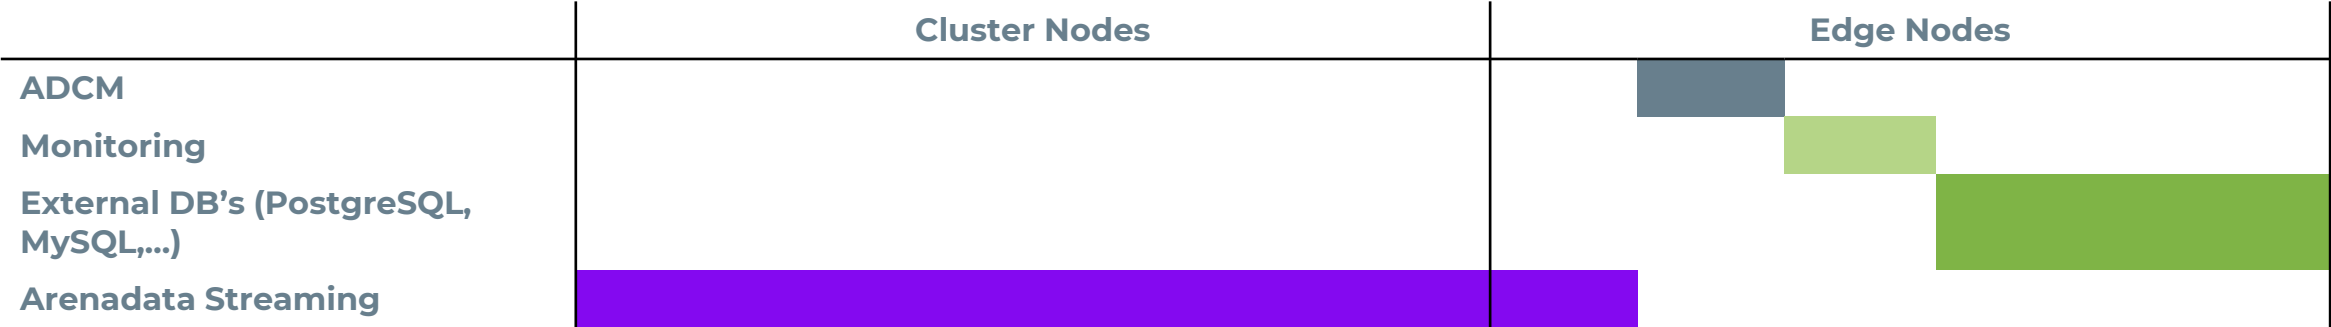 Cluster Nodes
Edge Nodes
ADCM
Monitoring
External DB’s (PostgreSQL,
MySQL,...)
Arenadata Streaming